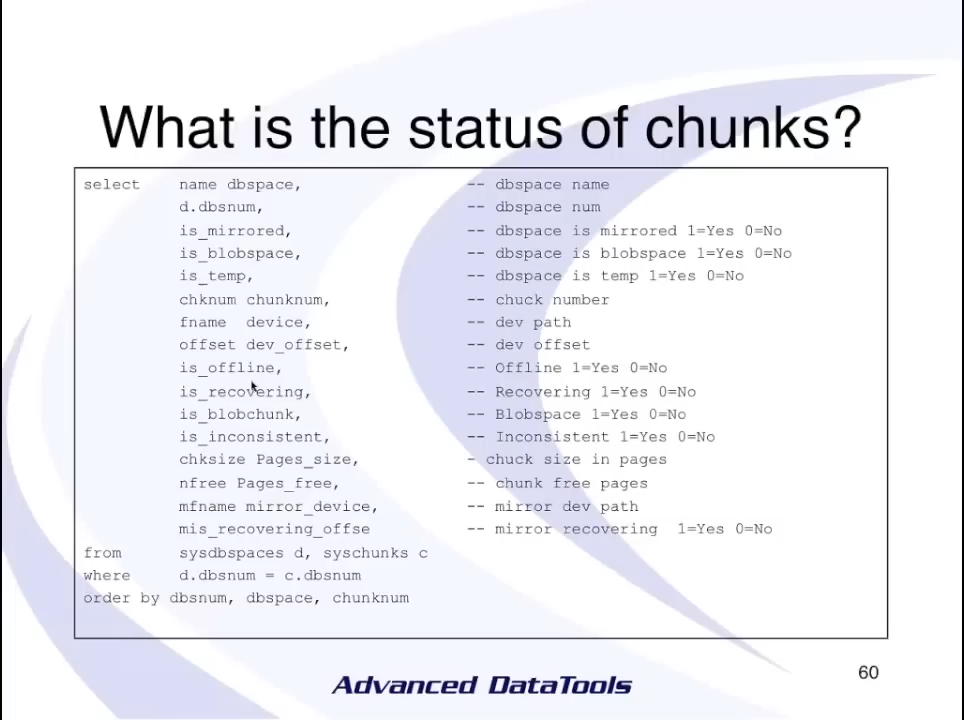 What is the status of chunks?
select name dbspace, -- dbspace name
d.dbsnum, -- dbspace num
is_mirrored, -- dbspace is mirrored 1=Yes 0=No
is_blobspace, -- dbspace is blobspace 1=Yes 0=No
is_temp, -- dbspace is temp 1=Yes 0=No
chknum chunknum, -- chuck number
fname device, -- dev path
offset dev_offset, -- dev offset
is_offline, -- Offline 1=Yes 0=No
is_recovering, -- Recovering 1=Yes 0=No
is_blobchunk, -- Blobspace 1=Yes 0=No
is_inconsistent, -- Inconsistent 1=Yes 0=No
chksize Pages_size, - chuck size in pages
nfree Pages_free, -- chunk free pages
mfname mirror_device, -- mirror dev path
mis_recovering_offse -- mirror recovering 1=Yes 0=No
from sysdbspaces d, syschunks c
where d.dbsnum = c.dbsnum
order by dbsnum, dbspace, chunknum
Advanced DataTools
60